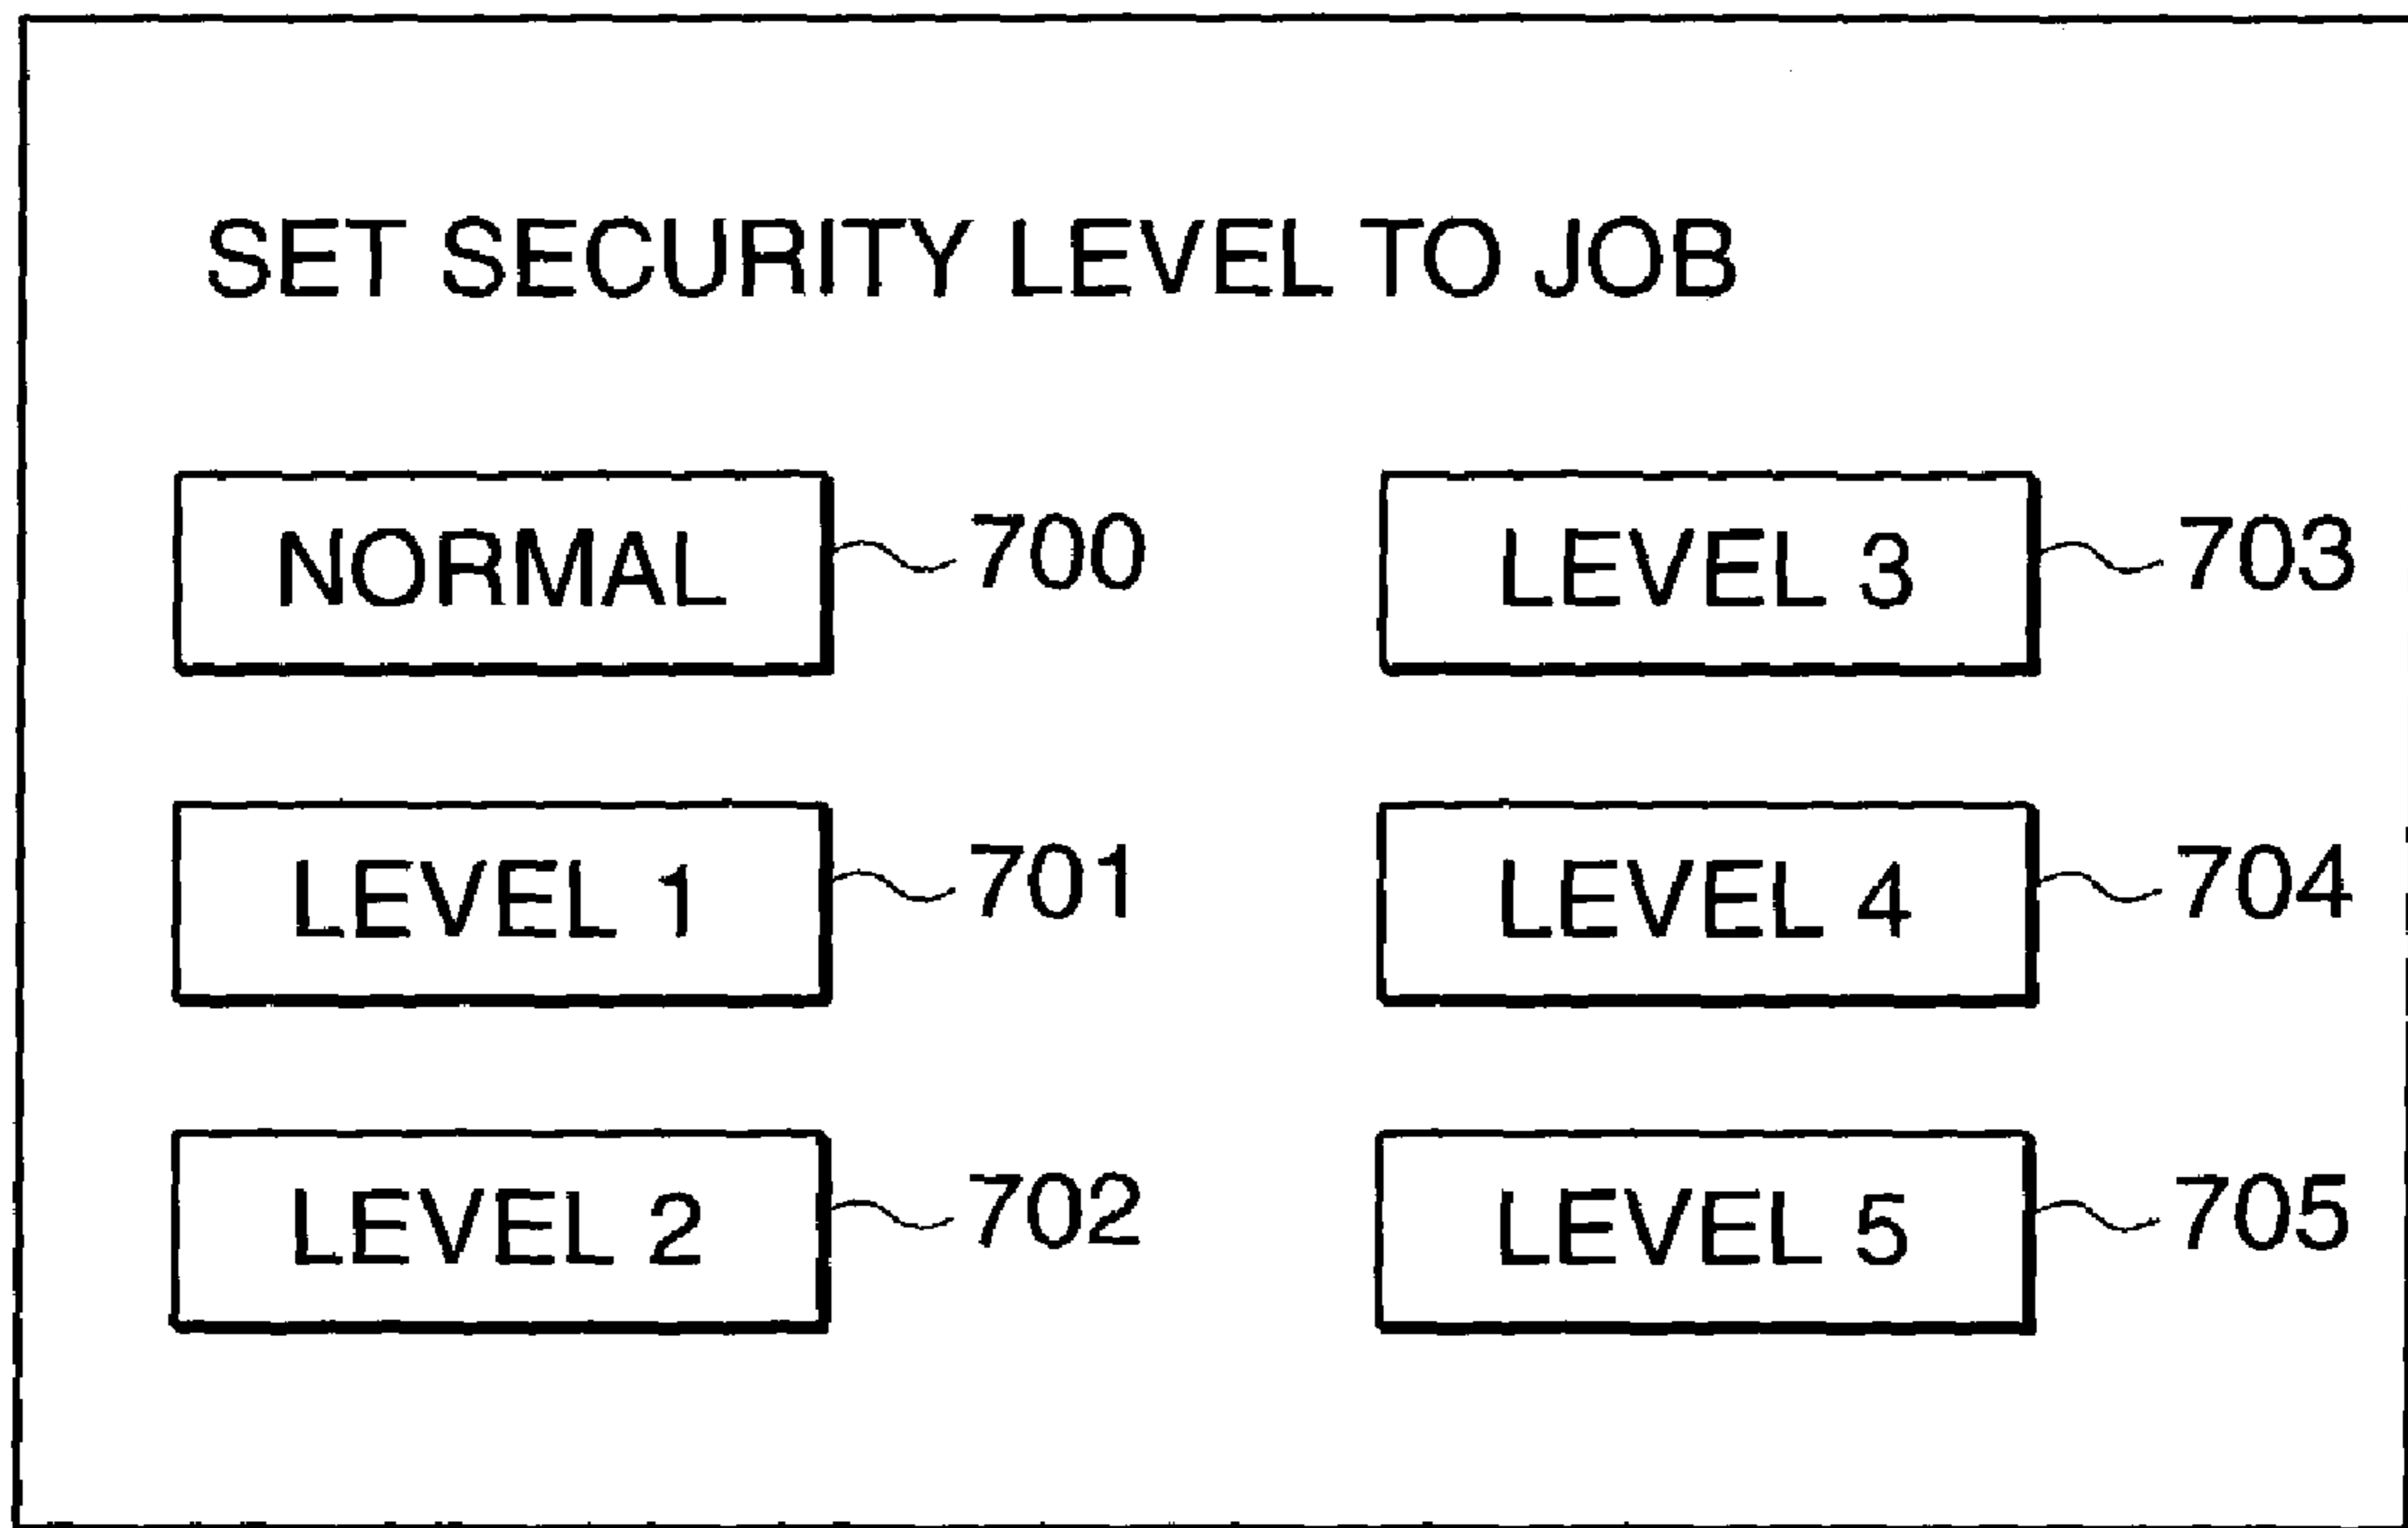 SET SECURITY LEVEL TO JOB
NORMAL 700
LEVEL 3 703
LEVEL 1 701
LEVEL 4 704
LEVEL 2 702
LEVEL 5 705